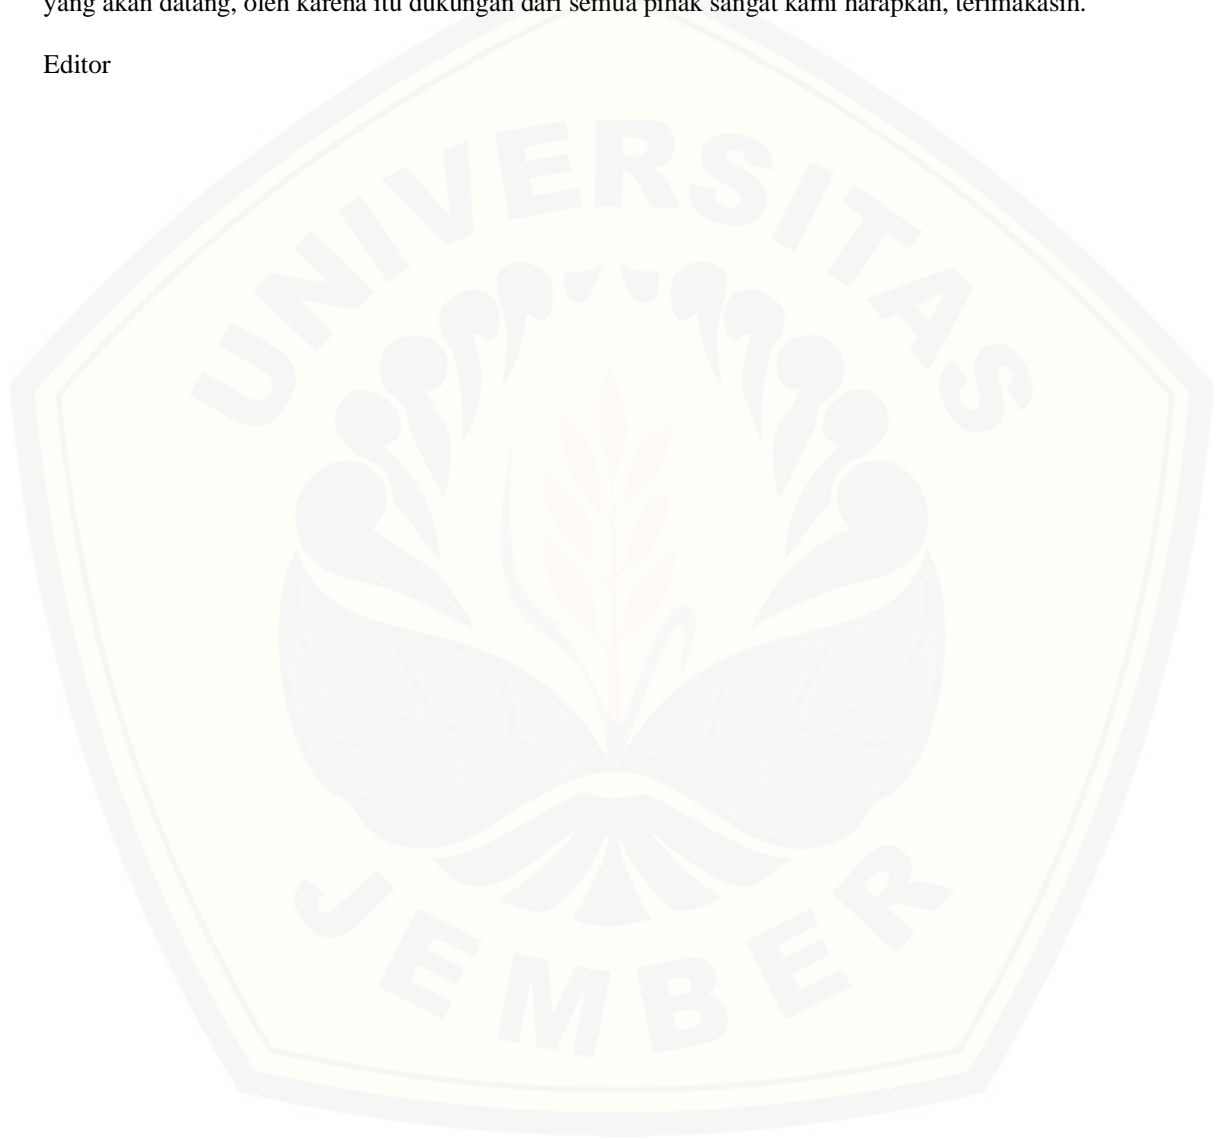 yang akan datang, oleh karena itu dukungan dari semua pihak sangat kami harapkan, terimakasih.
Editor
UNIVERSITAS
JEMBER